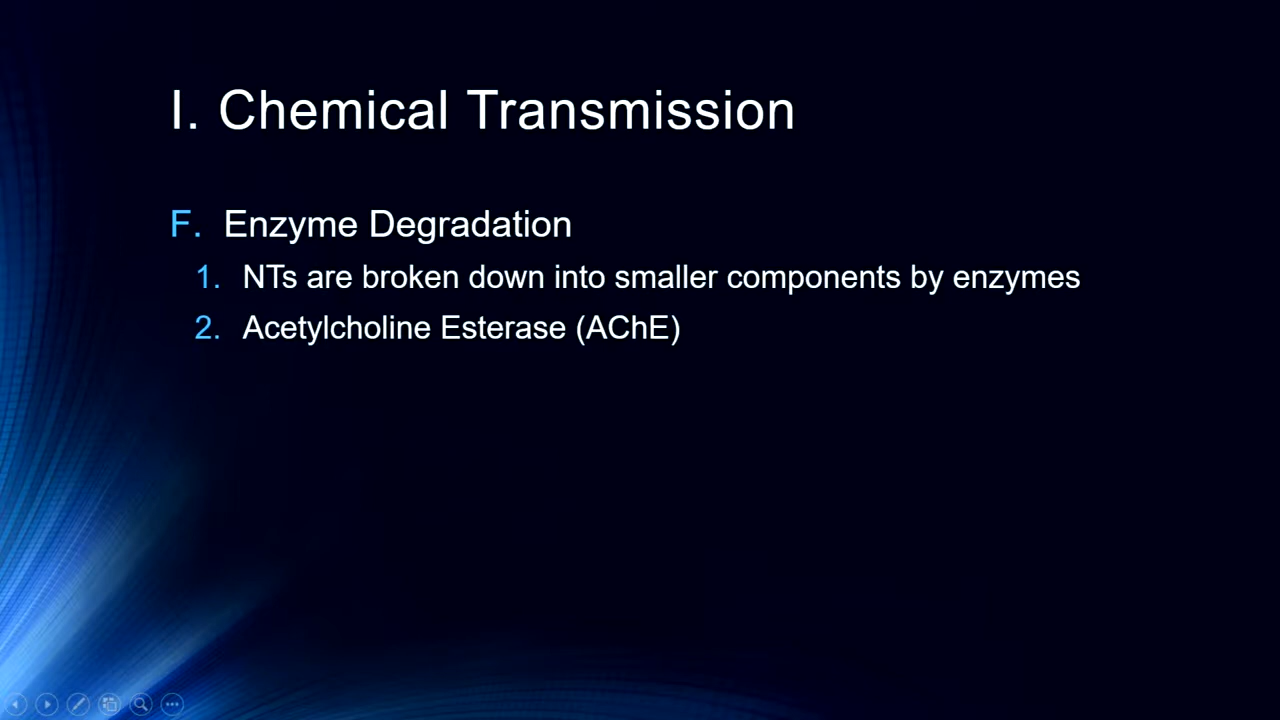 I. Chemical Transmission
F. Enzyme Degradation
1. NTs are broken down into smaller components by enzymes
2. Acetylcholine Esterase (AChE)